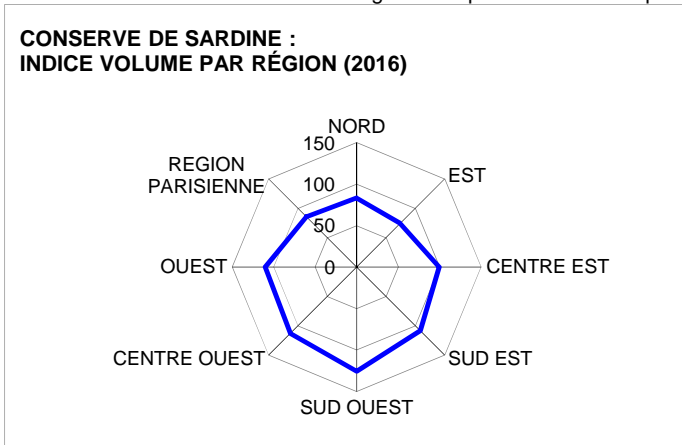 CONSERVE DE SARDINE :
INDICE VOLUME PAR RÉGION (2016)
NORD
150
REGION
PARISIENNE
EST
100
50
OUEST
0
CENTRE EST
CENTRE OUEST
SUD EST
SUD OUEST